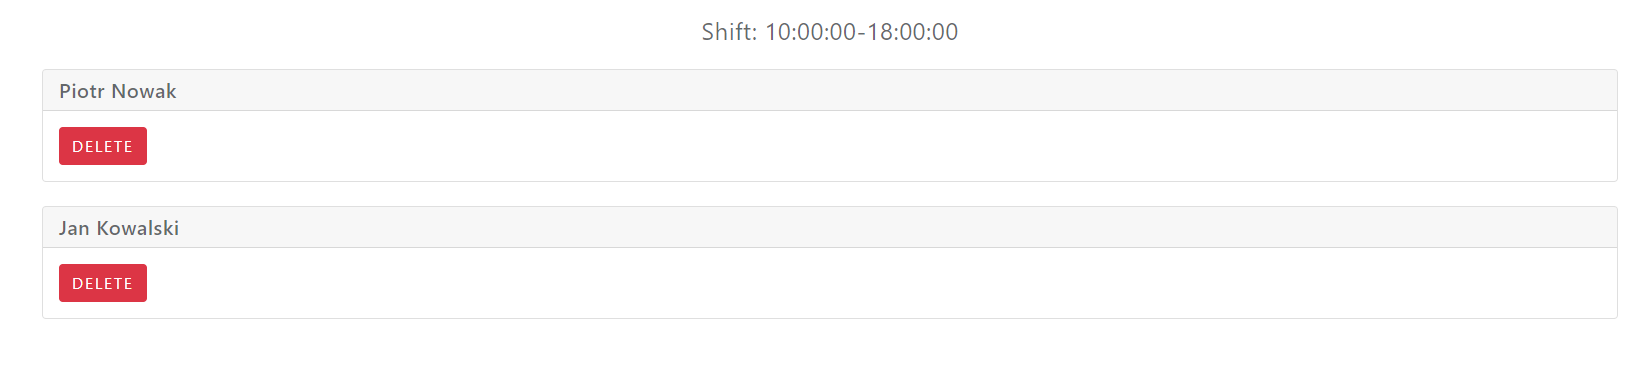 Shift: 10:00:00-18:00:00
Piotr Nowak
DELETE
Jan Kowalski
DELETE